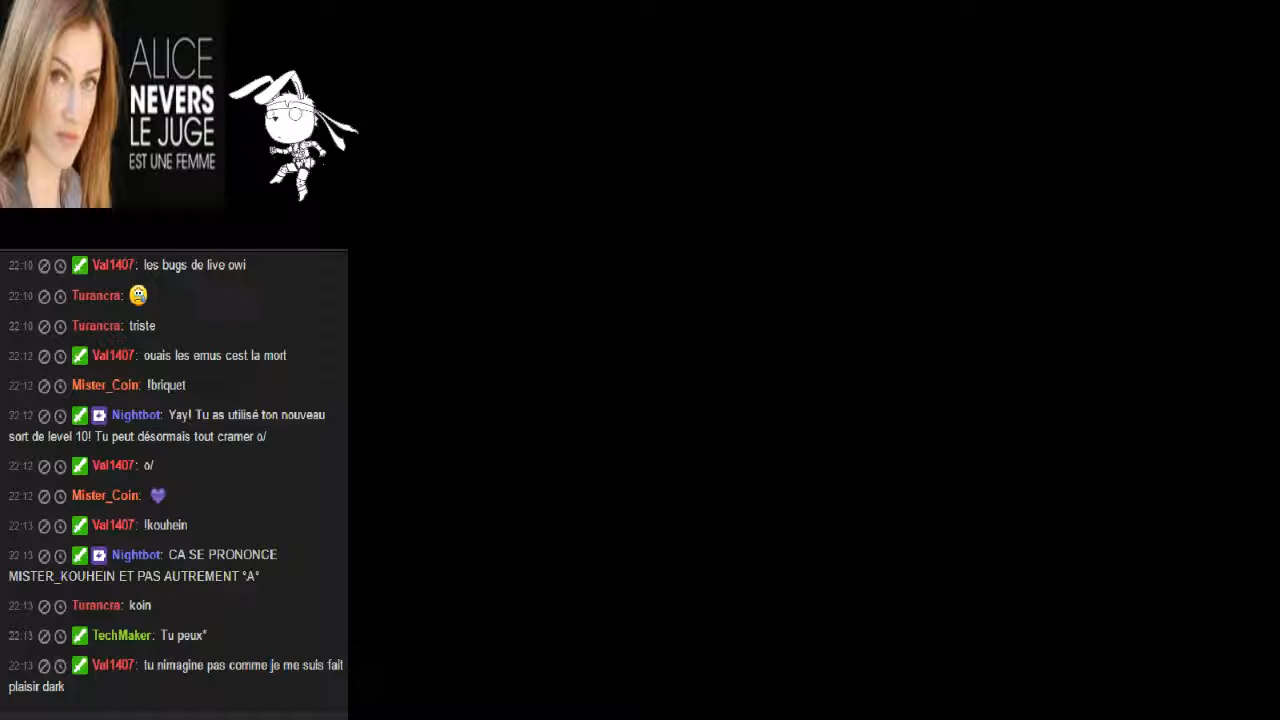 ALICE
NEVERS
LE JUGE
EST UNE FEMME
22:10 Val1407: les bugs de live owi
22:10 Turancra:
22:10 Turancra: triste
22:12 Val1407: ouais les emus cest la mort
22:12 Mister_Coin: !briquet
22:12 Nightbot: Yay! Tu as utilisé ton nouveau
sort de level 10! Tu peut désormais tout cramer o/
22:12 Val1407: o/
22:12 Mister_Coin:
22:13 Val1407: !kouhein
22:13 Nightbot: CA SE PRONONCE
MISTER_KOUHEIN ET PAS AUTREMENT °A°
22:13 Turancra: koin
22:13 TechMaker: Tu peux*
22:13 Val1407: tu nimagine pas comme je me suis fait
plaisir dark